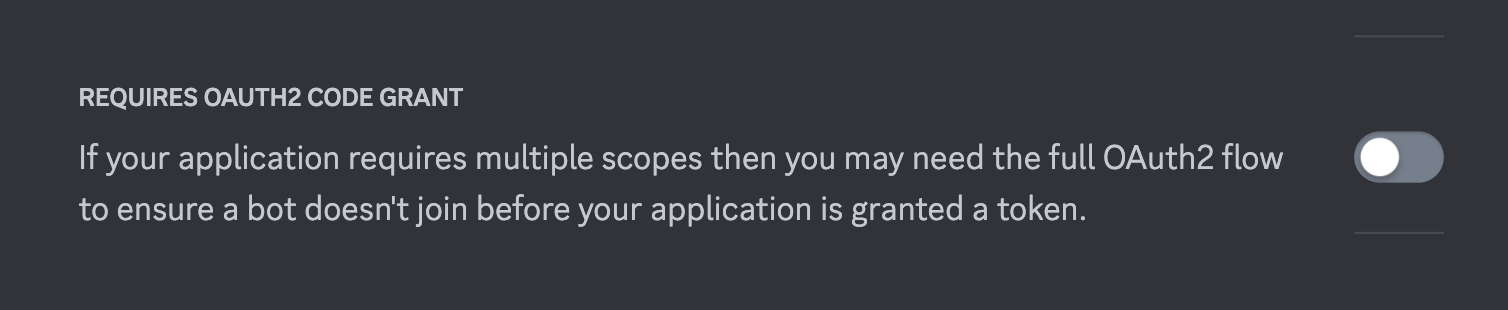 REQUIRES OAUTH2 CODE GRANT
If your application requires multiple scopes then you may need the full OAuth2 flow
to ensure a bot doesn't join before your application is granted a token.